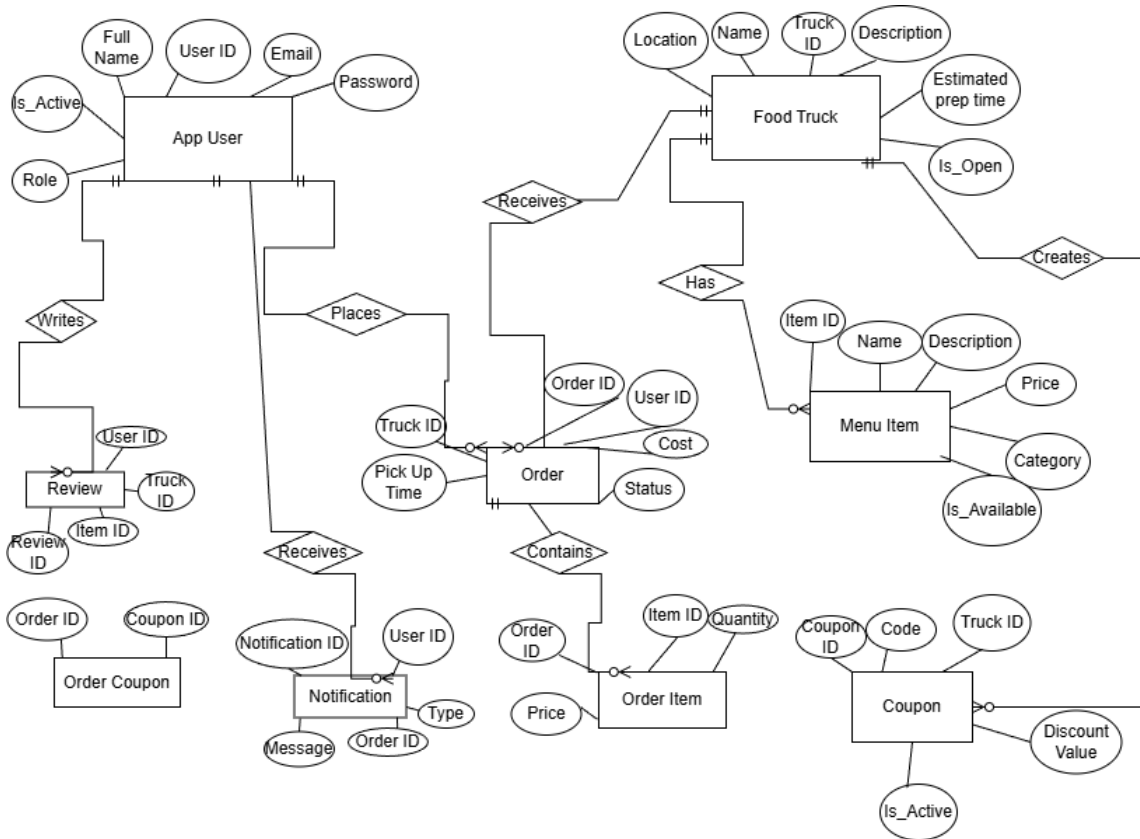 Full
Name
User ID
Email
Password
Is_Active
App User
Role
Location
Name
Truck
ID
Description
Estimated
prep time
Food Truck
Is_Open
Receives
Creates
Has
Writes
Places
Item ID
Name
Description
Price
Menu Item
Category
Is_Available
Order ID
User ID
Truck ID
Cost
Pick Up
Time
Order
Status
User ID
Review
Truck
ID
Item ID
Review
ID
Receives
Contains
Order ID
Coupon ID
Order Coupon
Notification ID
User ID
Notification
Type
Message
Order ID
Order
ID
Item ID
Quantity
Order Item
Price
Coupon
ID
Code
Truck ID
Coupon
Discount
Value
Is_Active